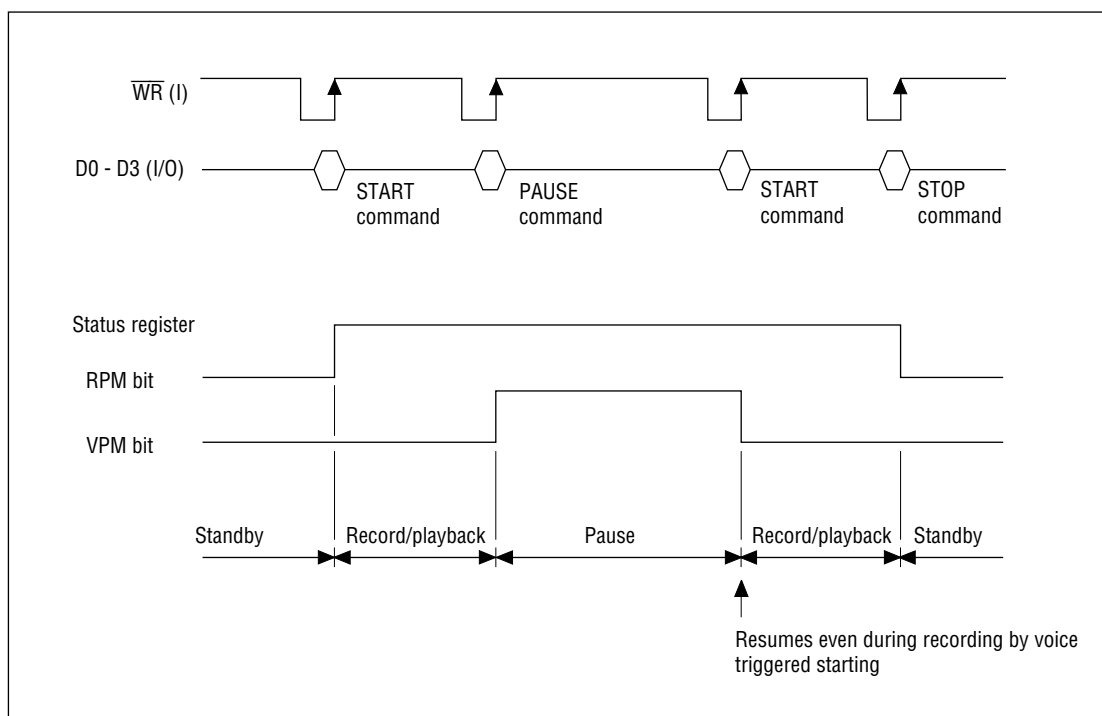 W̅R̅ (I)
D0 - D3 (I/O)
START
command
PAUSE
command
START
command
STOP
command
Status register
RPM bit
VPM bit
Standby
Record/playback
Pause
Record/playback
Standby
Resumes even during recording by voice
triggered starting